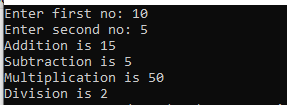 Enter first no: 10
Enter second no: 5
Addition is 15
Subtraction is 5
Multiplication is 50
Division is 2